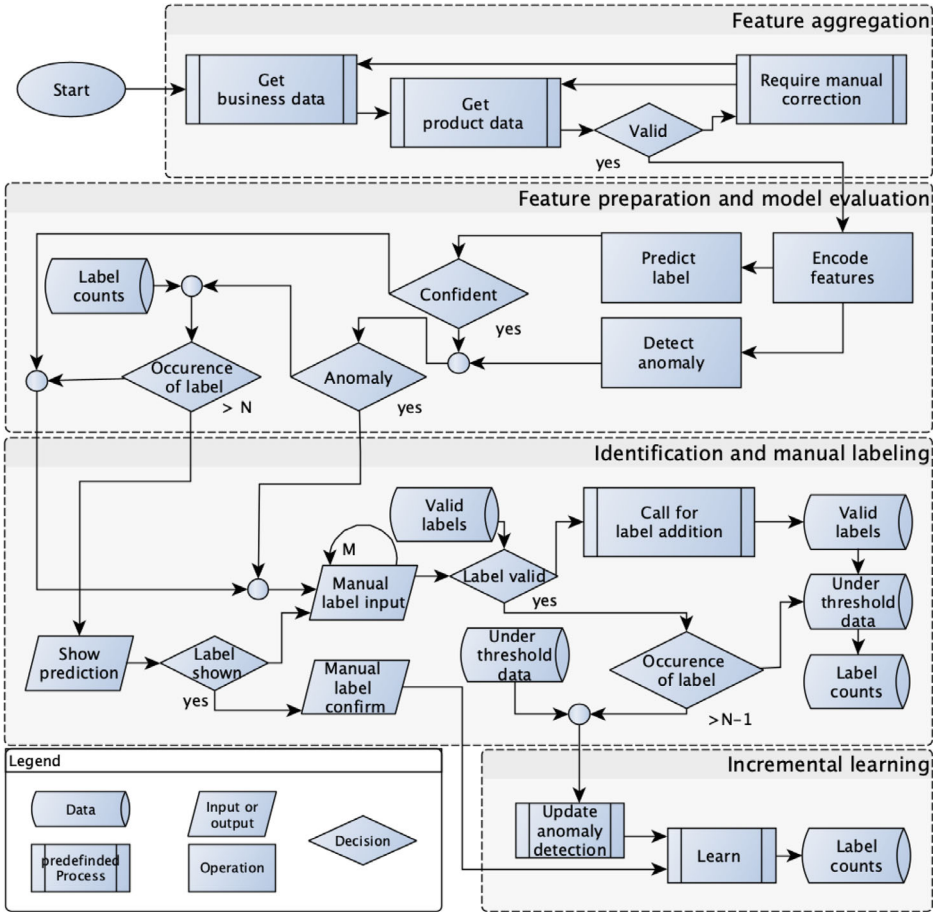 Feature aggregation
Start
Get
business data
Get
product data
Valid
yes
Require manual
correction
Feature preparation and model evaluation
Label
counts
Confident
yes
Predict
label
Encode
features
Occurence
of label
> N
Anomaly
yes
Detect
anomaly
Identification and manual labeling
Valid
labels
Call for
label addition
Valid
labels
M
Manual
label input
Label valid
yes
Under
threshold
data
Show
prediction
Label
shown
yes
Manual
label
confirm
Under
threshold
data
Occurence
of label
>N-1
Label
counts
Legend
Data
Input or
output
Decision
predefinded
Process
Operation
Incremental learning
Update
anomaly
detection
Learn
Label
counts